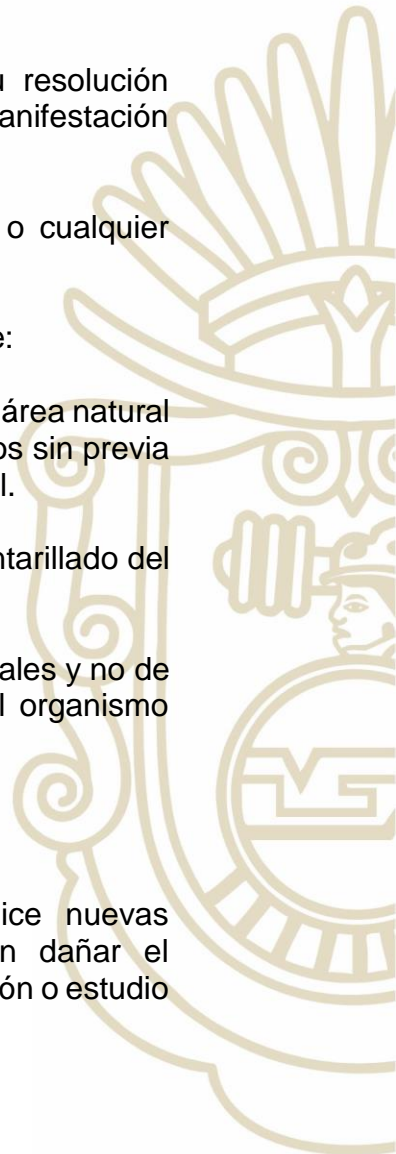 resolución
anifestación
o cualquier
e:
área natural
os sin previa
l.
ntarillado del
ales y no de
l organismo
ice nuevas
n dañar el
ón o estudio